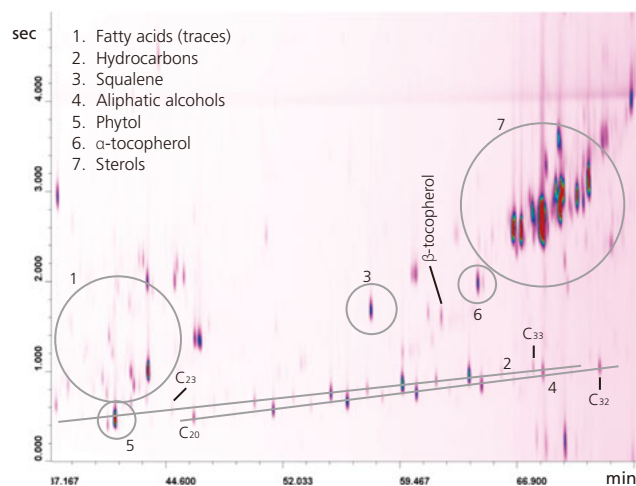 sec
1. Fatty acids (traces)
2. Hydrocarbons
3. Squalene
4. Aliphatic alcohols
5. Phytol
6. α-tocopherol
7. Sterols
4.000
3.000
2.000
1.000
0.000
7
1
3
β-tocopherol
6
C33
2
C23
4
C32
C20
5
17.167 44.600 52.033 59.467 66.900 min